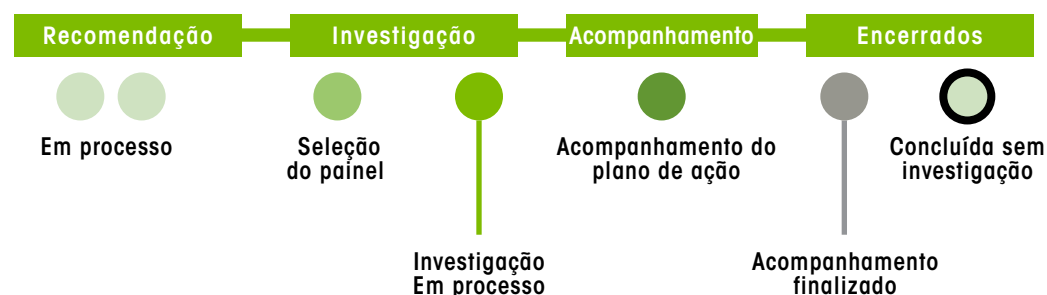 Recomendação
Investigação
Acompanhamento
Encerrados
Em processo
Seleção
do painel
Acompanhamento do
plano de ação
Concluída sem
investigação
Investigação
Em processo
Acompanhamento
finalizado